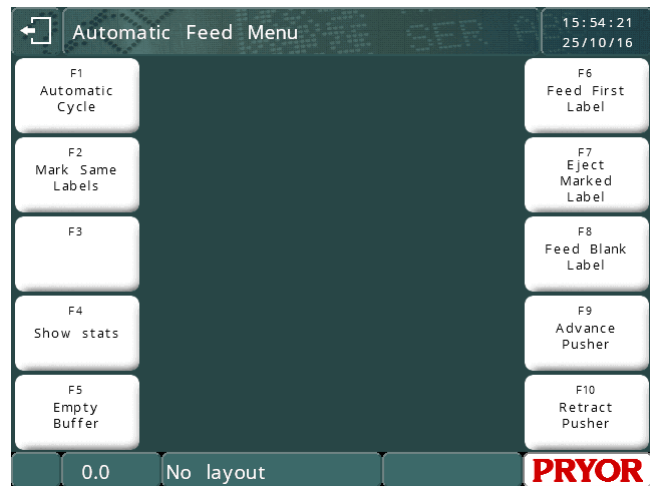 Automatic Feed Menu
15:54:21
25/10/16
F1
Automatic
Cycle
F2
Mark Same
Labels
F3
F4
Show stats
F5
Empty
Buffer
F6
Feed First
Label
F7
Eject
Marked
Label
F8
Feed Blank
Label
F9
Advance
Pusher
F10
Retract
Pusher
0.0
No layout
PRYOR